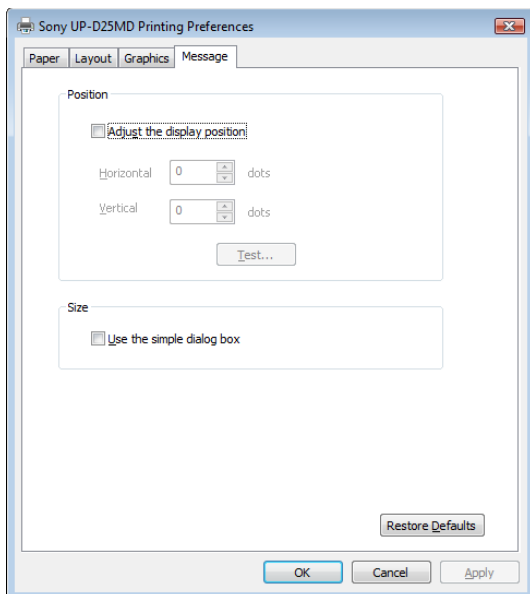 Sony UP-D25MD Printing Preferences
Paper Layout Graphics Message
Position
Adjust the display position
Horizontal 0 dots
Vertical 0 dots
Test...
Size
Use the simple dialog box
Restore Defaults
OK Cancel Apply